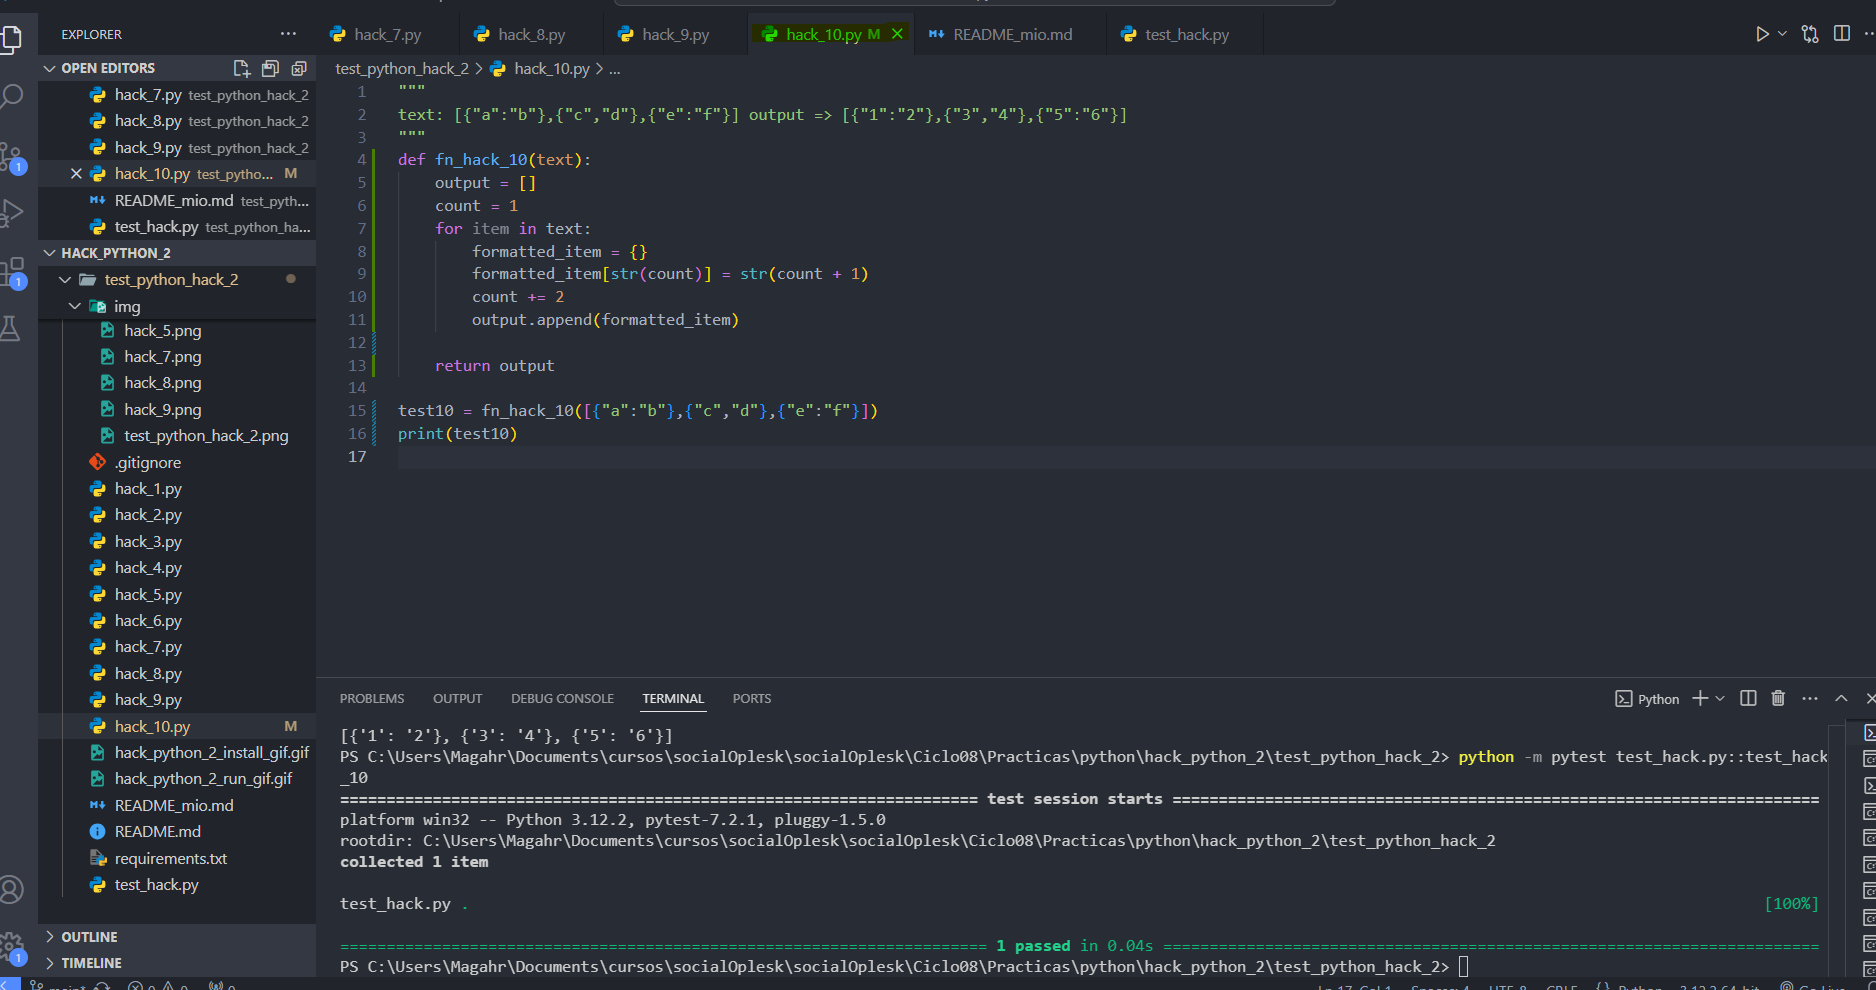 EXPLORER
OPEN EDITORS
hack_7.py test_python_hack_2
hack_8.py test_python_hack_2
hack_9.py test_python_hack_2
hack_10.py test_pytho... M
README_mio.md test_pyth...
test_hack.py test_python_ha...
HACK_PYTHON_2
test_python_hack_2
img
hack_5.png
hack_7.png
hack_8.png
hack_9.png
test_python_hack_2.png
.gitignore
hack_1.py
hack_2.py
hack_3.py
hack_4.py
hack_5.py
hack_6.py
hack_7.py
hack_8.py
hack_9.py
hack_10.py M
hack_python_2_install_gif.gif
hack_python_2_run_gif.gif
README_mio.md
README.md
requirements.txt
test_hack.py
OUTLINE
TIMELINE
1
1
1
hack_7.py hack_8.py hack_9.py hack_10.py M README_mio.md test_hack.py
test_python_hack_2 > hack_10.py > ...
1 """
2 text: [{"a":"b"},{"c","d"},{"e":"f"}] output => [{"1":"2"},{"3","4"},{"5":"6"}]
3 """
4 def fn_hack_10(text):
5 output = []
6 count = 1
7 for item in text:
8 formatted_item = {}
9 formatted_item[str(count)] = str(count + 1)
10 count += 2
11 output.append(formatted_item)
12
13 return output
14
15 test10 = fn_hack_10([{"a":"b"},{"c","d"},{"e":"f"}])
16 print(test10)
17
PROBLEMS OUTPUT DEBUG CONSOLE TERMINAL PORTS
Python
[{'1': '2'}, {'3': '4'}, {'5': '6'}]
PS C:\Users\Magahr\Documents\cursos\socialOplesk\socialOplesk\Ciclo08\Practicas\python\hack_python_2\test_python_hack_2> python -m pytest test_hack.py::test_hack
_10
===================================================================== test session starts ======================================================================
platform win32 -- Python 3.12.2, pytest-7.2.1, pluggy-1.5.0
rootdir: C:\Users\Magahr\Documents\cursos\socialOplesk\socialOplesk\Ciclo08\Practicas\python\hack_python_2\test_python_hack_2
collected 1 item
test_hack.py . [100%]
====================================================================== 1 passed in 0.04s =======================================================================
PS C:\Users\Magahr\Documents\cursos\socialOplesk\socialOplesk\Ciclo08\Practicas\python\hack_python_2\test_python_hack_2>